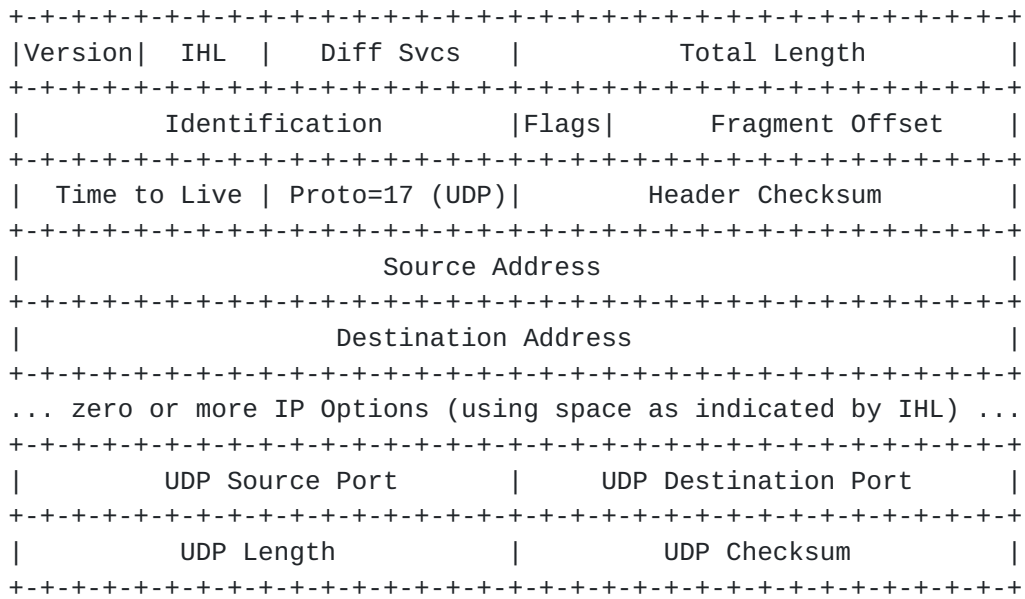 +-+-+-+-+-+-+-+-+-+-+-+-+-+-+-+-+-+-+-+-+-+-+-+-+-+-+-+-+-+-+-+-+
|Version|  IHL  |   Diff Svcs   |          Total Length         |
+-+-+-+-+-+-+-+-+-+-+-+-+-+-+-+-+-+-+-+-+-+-+-+-+-+-+-+-+-+-+-+-+
|         Identification        |Flags|      Fragment Offset    |
+-+-+-+-+-+-+-+-+-+-+-+-+-+-+-+-+-+-+-+-+-+-+-+-+-+-+-+-+-+-+-+-+
|  Time to Live | Proto=17 (UDP)|        Header Checksum        |
+-+-+-+-+-+-+-+-+-+-+-+-+-+-+-+-+-+-+-+-+-+-+-+-+-+-+-+-+-+-+-+-+
|                       Source Address                          |
+-+-+-+-+-+-+-+-+-+-+-+-+-+-+-+-+-+-+-+-+-+-+-+-+-+-+-+-+-+-+-+-+
|                    Destination Address                        |
+-+-+-+-+-+-+-+-+-+-+-+-+-+-+-+-+-+-+-+-+-+-+-+-+-+-+-+-+-+-+-+-+
... zero or more IP Options (using space as indicated by IHL) ...
+-+-+-+-+-+-+-+-+-+-+-+-+-+-+-+-+-+-+-+-+-+-+-+-+-+-+-+-+-+-+-+-+
|         UDP Source Port       |     UDP Destination Port      |
+-+-+-+-+-+-+-+-+-+-+-+-+-+-+-+-+-+-+-+-+-+-+-+-+-+-+-+-+-+-+-+-+
|          UDP Length           |         UDP Checksum          |
+-+-+-+-+-+-+-+-+-+-+-+-+-+-+-+-+-+-+-+-+-+-+-+-+-+-+-+-+-+-+-+-+